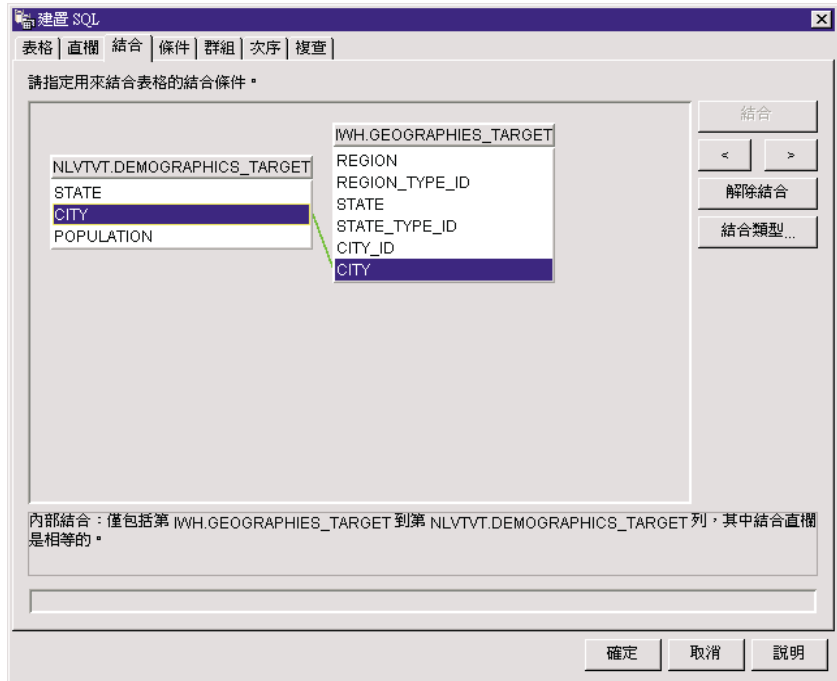 建置 SQL
表格 直欄 結合 條件 群組 次序 複查
請指定用來結合表格的結合條件。
NLVTVT.DEMOGRAPHICS_TARGET
STATE
CITY
POPULATION
IWH.GEOGRAPHIES_TARGET
REGION
REGION_TYPE_ID
STATE
STATE_TYPE_ID
CITY_ID
CITY
結合
< >
解除結合
結合類型...
內部結合：僅包括第 IWH.GEOGRAPHIES_TARGET 到第 NLVTVT.DEMOGRAPHICS_TARGET 列，其中結合直欄
是相等的。
確定 取消 說明